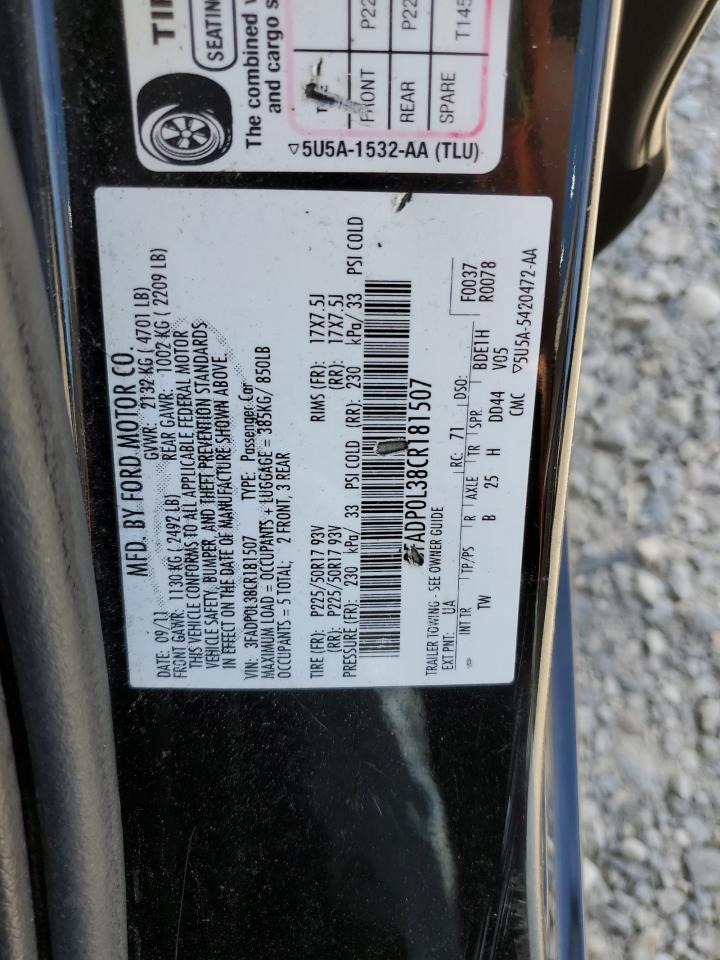 TIR
SEATING
The combined w
and cargo s
FRONT P22
REAR P22
SPARE T145
▽5U5A-1532-AA (TLU)
MFD. BY FORD MOTOR CO.
DATE: 09/11 GVWR: 2132 KG ( 4701 LB)
FRONT GAWR: 1130 KG ( 2492 LB) REAR GAWR: 1002 KG ( 2209 LB)
THIS VEHICLE CONFORMS TO ALL APPLICABLE FEDERAL MOTOR
VEHICLE SAFETY, BUMPER, AND THEFT PREVENTION STANDARDS
IN EFFECT ON THE DATE OF MANUFACTURE SHOWN ABOVE.
VIN: 3FADP0L38CR181507 TYPE: Passenger Car
MAXIMUM LOAD = OCCUPANTS + LUGGAGE = 385KG/ 850LB
OCCUPANTS = 5 TOTAL; 2 FRONT, 3 REAR
TIRE (FR): P225/50R17 93V RIMS (FR): 17X7.5J
(RR): P225/50R17 93V (RR): 17X7.5J
PRESSURE (FR): 230 kPa/ 33 PSI COLD (RR): 230 kPa/ 33 PSI COLD
FADP0L38CR181507
TRAILER TOWING - SEE OWNER GUIDE
EXT PNT: UA RC: 71 DSO: F0037
INT TR TP/PS R AXLE TR SPR R0078
TW B 25 H DD44 BDE1H
CMC V05
▽5U5A-5420472-AA